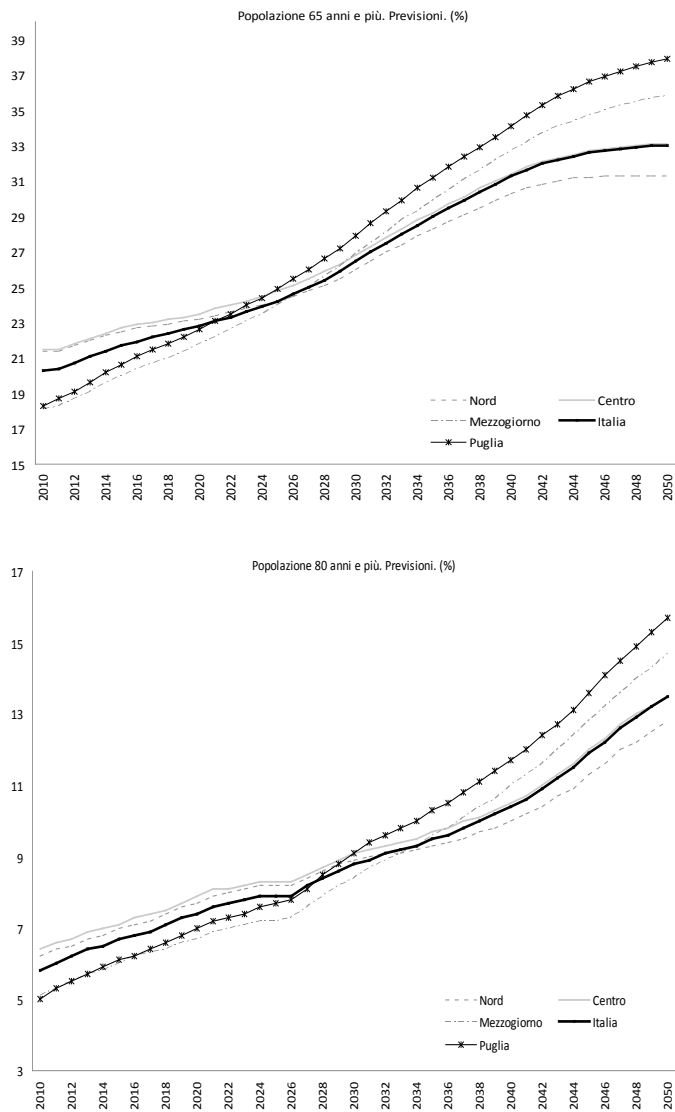 Popolazione 65 anni e più. Previsioni. (%)
39
37
35
33
31
29
27
25
23
21
19
17
15
Nord Centro
Mezzogiorno Italia
Puglia
2010 2012 2014 2016 2018 2020 2022 2024 2026 2028 2030 2032 2034 2036 2038 2040 2042 2044 2046 2048 2050
Popolazione 80 anni e più. Previsioni. (%)
17
15
13
11
9
7
5
3
Nord Centro
Mezzogiorno Italia
Puglia
2010 2012 2014 2016 2018 2020 2022 2024 2026 2028 2030 2032 2034 2036 2038 2040 2042 2044 2046 2048 2050